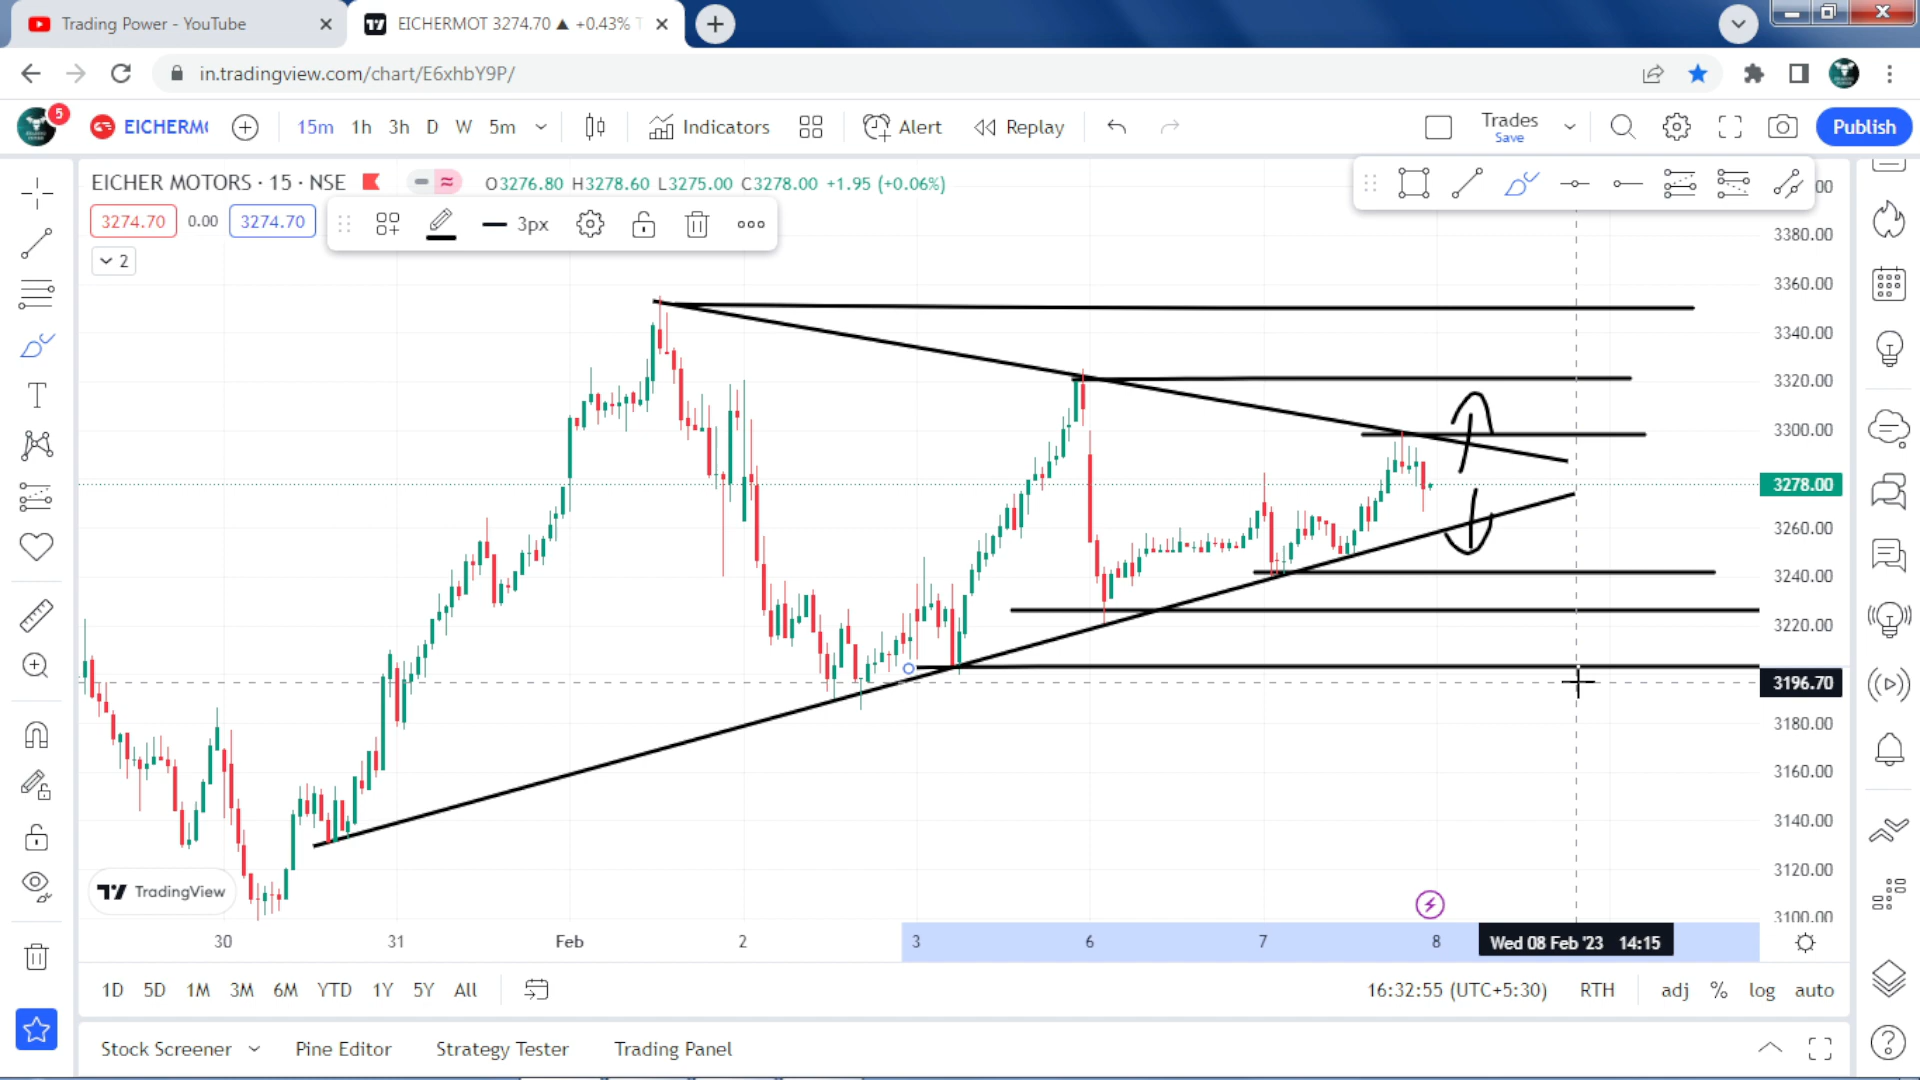 Trading Power - YouTube
EICHERMOT 3274.70 ▲ +0.43%
in.tradingview.com/chart/E6xhbY9P/
5
EICHERM
15m 1h 3h D W 5m
Indicators
Alert
Replay
Trades
Save
Publish
EICHER MOTORS · 15 · NSE
O3276.80 H3278.60 L3275.00 C3278.00 +1.95 (+0.06%)
3274.70 0.00 3274.70
3px
2
3380.00
3360.00
3340.00
3320.00
3300.00
3278.00
3260.00
3240.00
3220.00
3196.70
3180.00
3160.00
3140.00
3120.00
3100.00
TradingView
30 31 Feb 2 3 6 7 8 Wed 08 Feb '23 14:15
1D 5D 1M 3M 6M YTD 1Y 5Y All
16:32:55 (UTC+5:30) RTH adj % log auto
Stock Screener Pine Editor Strategy Tester Trading Panel